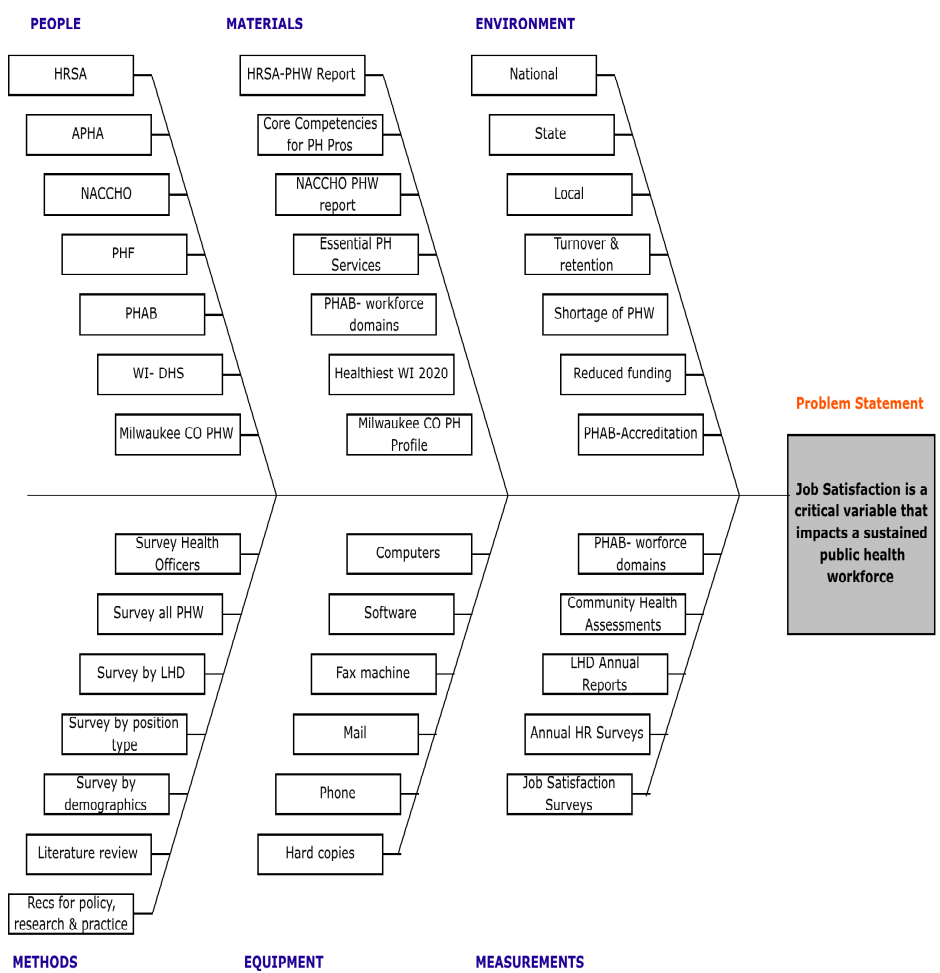 PEOPLE
MATERIALS
ENVIRONMENT
HRSA
APHA
NACCHO
PHF
PHAB
WI- DHS
Milwaukee CO PHW
HRSA-PHW Report
Core Competencies
for PH Pros
NACCHO PHW
report
Essential PH
Services
PHAB- workforce
domains
Healthiest WI 2020
Milwaukee CO PH
Profile
National
State
Local
Turnover &
retention
Shortage of PHW
Reduced funding
PHAB-Accreditation
Problem Statement
Job Satisfaction is a
critical variable that
impacts a sustained
public health
workforce
Survey Health
Officers
Survey all PHW
Survey by LHD
Survey by position
type
Survey by
demographics
Literature review
Recs for policy,
research & practice
Computers
Software
Fax machine
Mail
Phone
Hard copies
PHAB- worforce
domains
Community Health
Assessments
LHD Annual
Reports
Annual HR Surveys
Job Satisfaction
Surveys
METHODS
EQUIPMENT
MEASUREMENTS